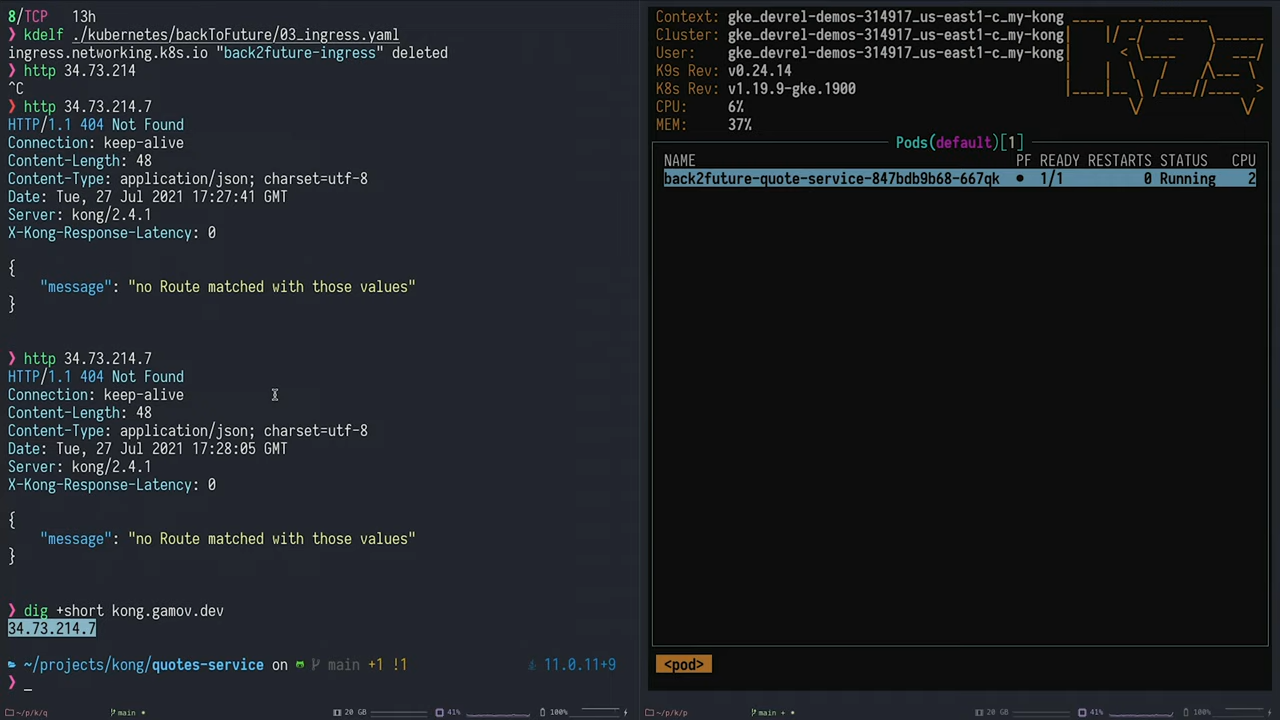 8/TCP 13h
❯ kdelf ./kubernetes/backToFuture/03_ingress.yaml
ingress.networking.k8s.io "back2future-ingress" deleted
❯ http 34.73.214
^C
❯ http 34.73.214.7
HTTP/1.1 404 Not Found
Connection: keep-alive
Content-Length: 48
Content-Type: application/json; charset=utf-8
Date: Tue, 27 Jul 2021 17:27:41 GMT
Server: kong/2.4.1
X-Kong-Response-Latency: 0
{
"message": "no Route matched with those values"
}
❯ http 34.73.214.7
HTTP/1.1 404 Not Found
Connection: keep-alive
Content-Length: 48
Content-Type: application/json; charset=utf-8
Date: Tue, 27 Jul 2021 17:28:05 GMT
Server: kong/2.4.1
X-Kong-Response-Latency: 0
{
"message": "no Route matched with those values"
}
❯ dig +short kong.gamov.dev
34.73.214.7
~/projects/kong/quotes-service on main +1 !1 11.0.11+9
❯ _
~/p/k/q main 20 GB 41% 100%
Context: gke_devrel-demos-314917_us-east1-c_my-kong
Cluster: gke_devrel-demos-314917_us-east1-c_my-kong
User: gke_devrel-demos-314917_us-east1-c_my-kong
K9s Rev: v0.24.14
K8s Rev: v1.19.9-gke.1900
CPU: 6%
MEM: 37%
Pods(default)[1]
NAME PF READY RESTARTS STATUS CPU
back2future-quote-service-847bdb9b68-667qk ● 1/1 0 Running 2
<pod>
~/p/k/p main + 20 GB 41% 100%